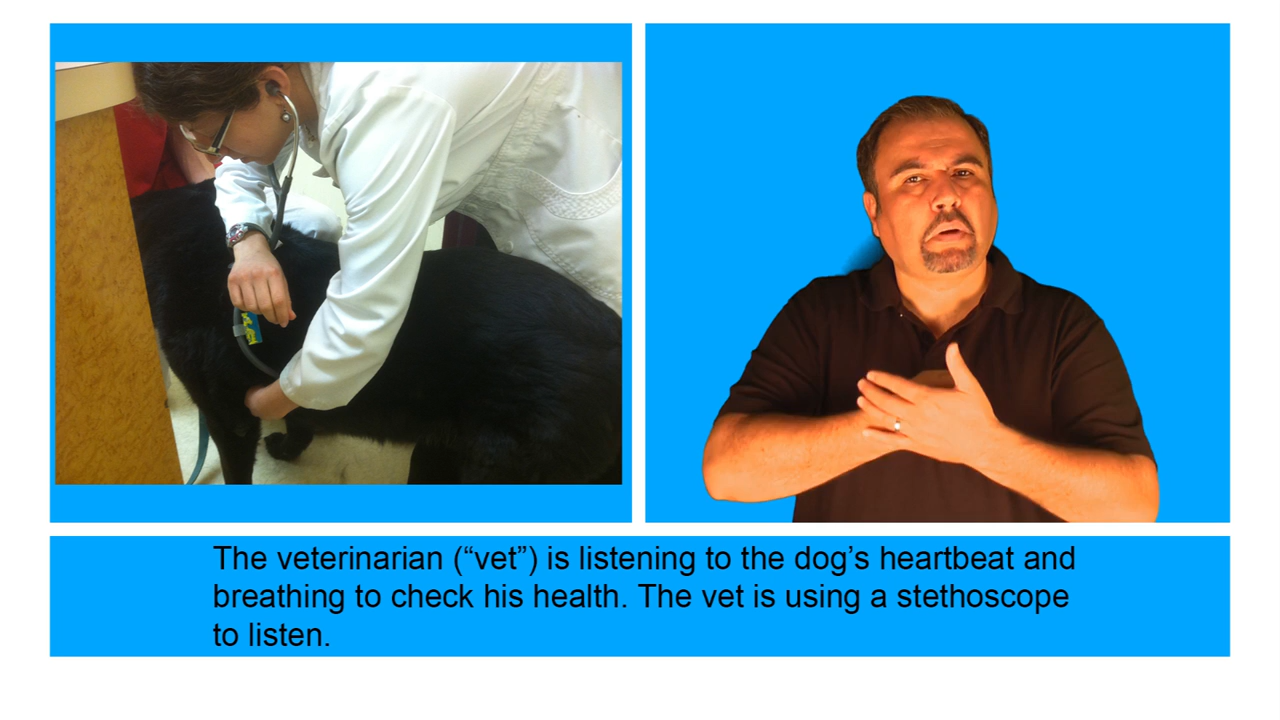 The veterinarian (“vet”) is listening to the dog’s heartbeat and
breathing to check his health. The vet is using a stethoscope
to listen.